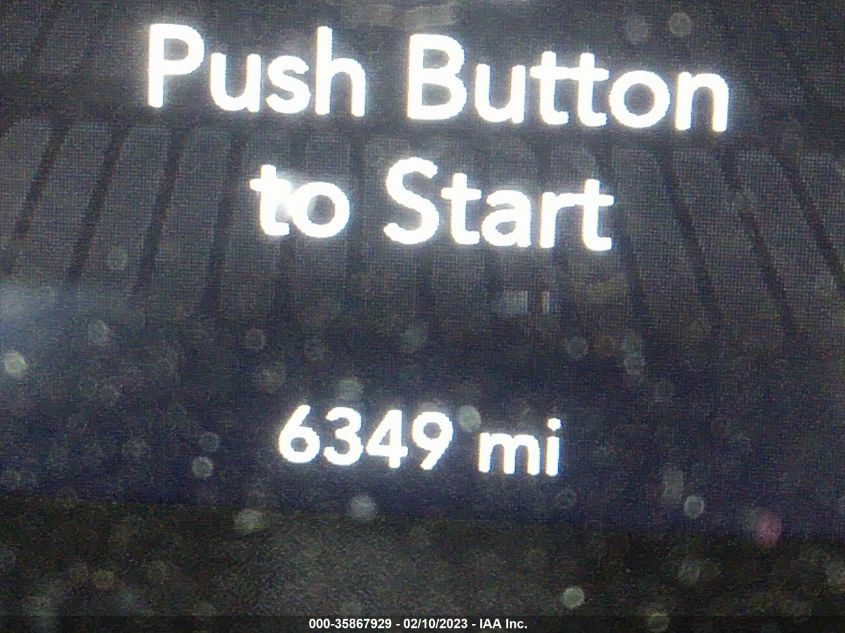 Push Button
to Start
6349 mi
000-35867929 - 02/10/2023 - IAA Inc.